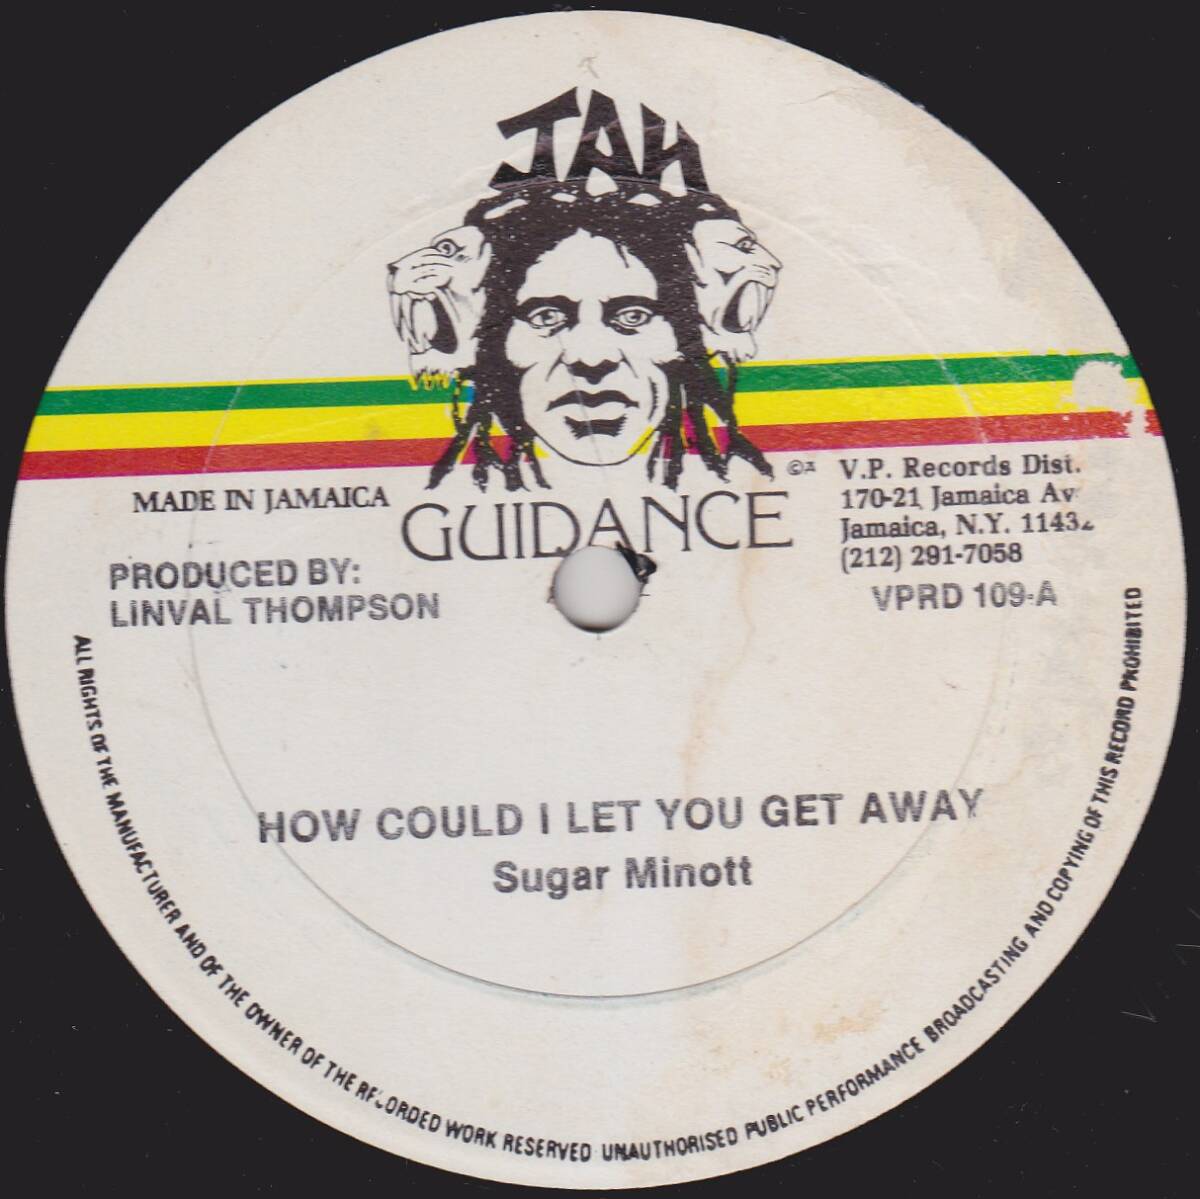 JAH
GUIDANCE
MADE IN JAMAICA
PRODUCED BY:
LINVAL THOMPSON
©
V.P. Records Dist.
170-21 Jamaica Av
Jamaica, N.Y. 11432
(212) 291-7058
VPRD 109-A
HOW COULD I LET YOU GET AWAY
Sugar Minott
ALL RIGHTS OF THE MANUFACTURER AND OF THE OWNER OF THE RECORDED WORK RESERVED UNAUTHORISED PUBLIC PERFORMANCE BROADCASTING AND COPYING OF THIS RECORD PROHIBITED